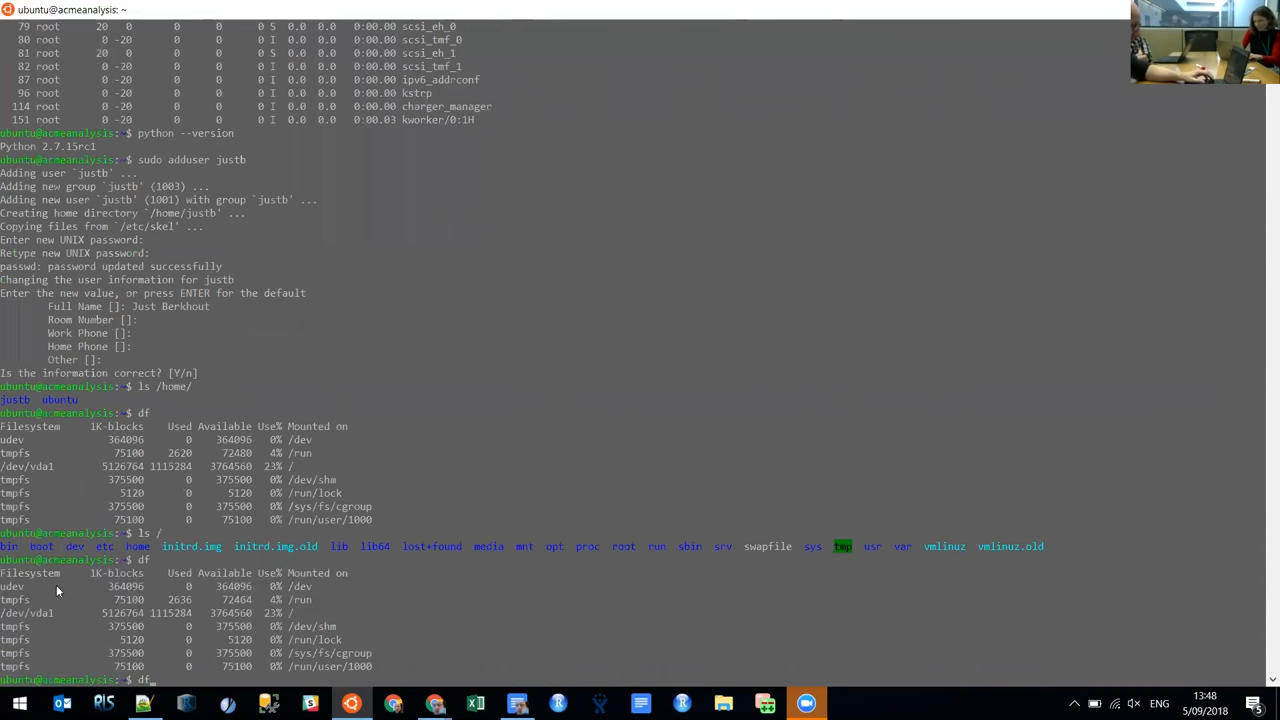 ubuntu@acmeanalysis: ~
79 root 20 0 0 0 0 S 0.0 0.0 0:00.00 scsi_eh_0
80 root 0 -20 0 0 0 I 0.0 0.0 0:00.00 scsi_tmf_0
81 root 20 0 0 0 0 S 0.0 0.0 0:00.00 scsi_eh_1
82 root 0 -20 0 0 0 I 0.0 0.0 0:00.00 scsi_tmf_1
87 root 0 -20 0 0 0 I 0.0 0.0 0:00.00 ipv6_addrconf
96 root 0 -20 0 0 0 I 0.0 0.0 0:00.00 kstrp
114 root 0 -20 0 0 0 I 0.0 0.0 0:00.00 charger_manager
151 root 0 -20 0 0 0 I 0.0 0.0 0:00.03 kworker/0:1H
ubuntu@acmeanalysis:~$ python --version
Python 2.7.15rc1
ubuntu@acmeanalysis:~$ sudo adduser justb
Adding user `justb' ...
Adding new group `justb' (1003) ...
Adding new user `justb' (1001) with group `justb' ...
Creating home directory `/home/justb' ...
Copying files from `/etc/skel' ...
Enter new UNIX password:
Retype new UNIX password:
passwd: password updated successfully
Changing the user information for justb
Enter the new value, or press ENTER for the default
Full Name []: Just Berkhout
Room Number []:
Work Phone []:
Home Phone []:
Other []:
Is the information correct? [Y/n]
ubuntu@acmeanalysis:~$ ls /home/
justb ubuntu
ubuntu@acmeanalysis:~$ df
Filesystem 1K-blocks Used Available Use% Mounted on
udev 364096 0 364096 0% /dev
tmpfs 75100 2620 72480 4% /run
/dev/vda1 5126764 1115284 3764560 23% /
tmpfs 375500 0 375500 0% /dev/shm
tmpfs 5120 0 5120 0% /run/lock
tmpfs 375500 0 375500 0% /sys/fs/cgroup
tmpfs 75100 0 75100 0% /run/user/1000
ubuntu@acmeanalysis:~$ ls /
bin boot dev etc home initrd.img initrd.img.old lib lib64 lost+found media mnt opt proc root run sbin srv swapfile sys tmp usr var vmlinuz vmlinuz.old
ubuntu@acmeanalysis:~$ df
Filesystem 1K-blocks Used Available Use% Mounted on
udev 364096 0 364096 0% /dev
tmpfs 75100 2636 72464 4% /run
/dev/vda1 5126764 1115284 3764560 23% /
tmpfs 375500 0 375500 0% /dev/shm
tmpfs 5120 0 5120 0% /run/lock
tmpfs 375500 0 375500 0% /sys/fs/cgroup
tmpfs 75100 0 75100 0% /run/user/1000
ubuntu@acmeanalysis:~$ df
ENG
13:48
5/09/2018
5